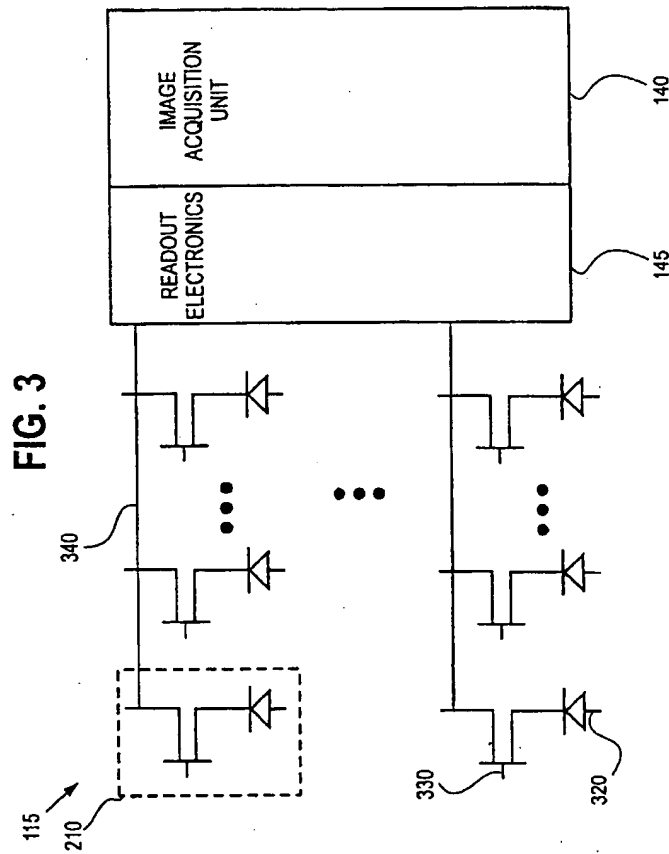 FIG. 3
115
210
340
READOUT
ELECTRONICS
IMAGE
ACQUISITION
UNIT
330
320
145
140